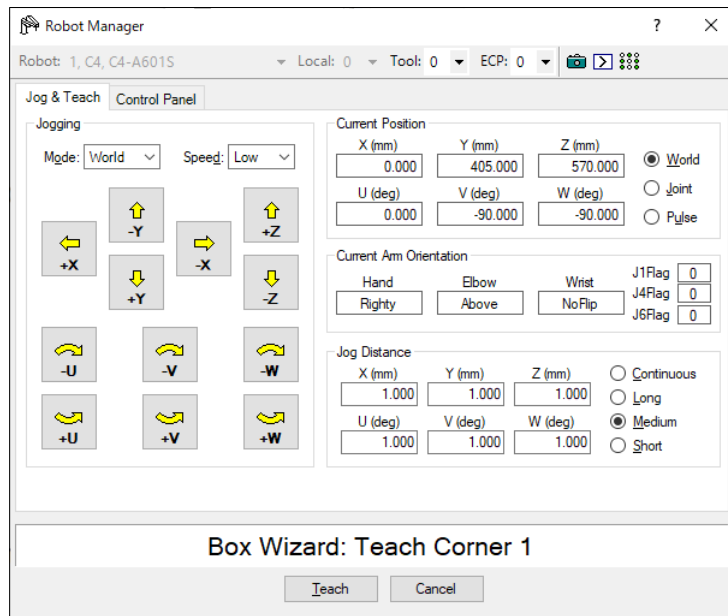 Robot Manager
Robot: 1, C4, C4-A601S Local: 0 Tool: 0 ECP: 0
Jog & Teach Control Panel
Jogging
Mode: World Speed: Low
-Y +Z
+X -X
+Y -Z
-U -V -W
+U +V +W
Current Position
X (mm) Y (mm) Z (mm)
0.000 405.000 570.000
U (deg) V (deg) W (deg)
0.000 -90.000 -90.000
World
Joint
Pulse
Current Arm Orientation
Hand Elbow Wrist
Righty Above NoFlip
J1Flag 0
J4Flag 0
J6Flag 0
Jog Distance
X (mm) Y (mm) Z (mm)
1.000 1.000 1.000
U (deg) V (deg) W (deg)
1.000 1.000 1.000
Continuous
Long
Medium
Short
Box Wizard: Teach Corner 1
Teach Cancel